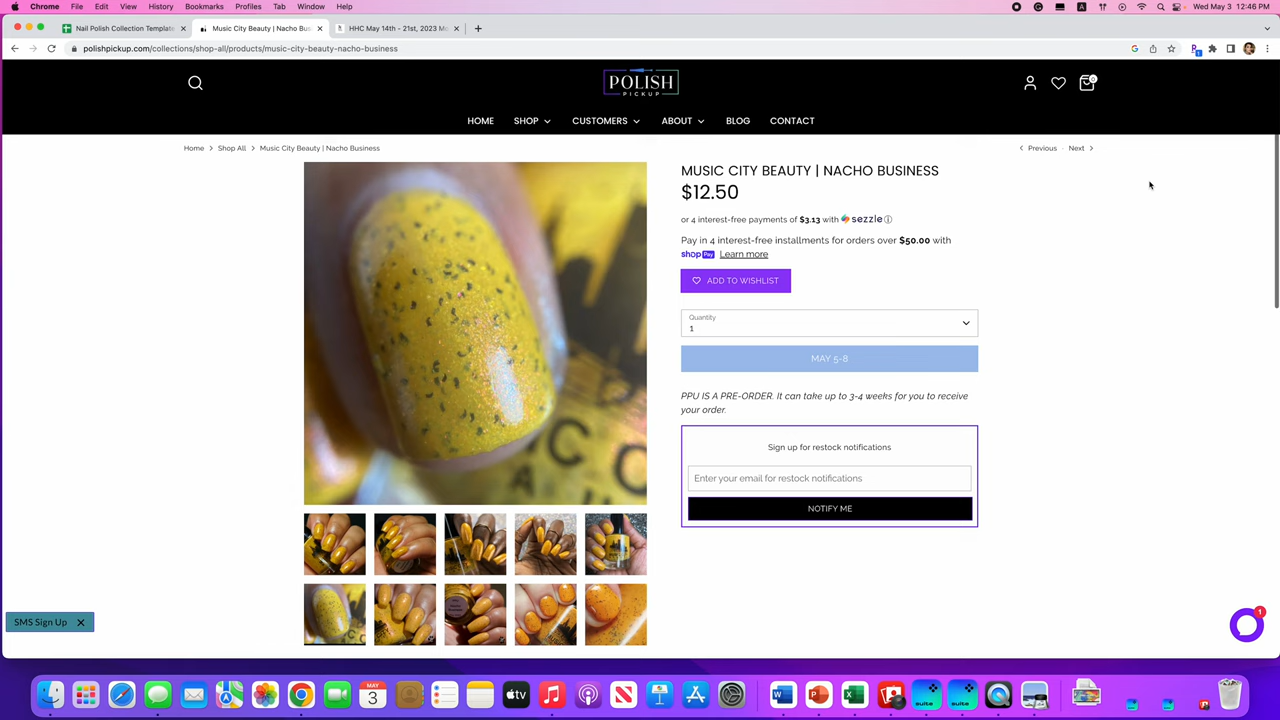 Chrome File Edit View History Bookmarks Profiles Tab Window Help Wed May 3 12:46 PM
Nail Polish Collection Template Music City Beauty | Nacho Bus HHC May 14th - 21st, 2023 M
polishpickup.com/collections/shop-all/products/music-city-beauty-nacho-business
POLISH
PICKUP
0
HOME SHOP CUSTOMERS ABOUT BLOG CONTACT
Home > Shop All > Music City Beauty | Nacho Business
< Previous · Next >
MUSIC CITY BEAUTY | NACHO BUSINESS
$12.50
or 4 interest-free payments of $3.13 with sezzle
Pay in 4 interest-free installments for orders over $50.00 with
shop Pay Learn more
ADD TO WISHLIST
Quantity
1
MAY 5-8
PPU IS A PRE-ORDER. It can take up to 3-4 weeks for you to receive
your order.
Sign up for restock notifications
Enter your email for restock notifications
NOTIFY ME
SMS Sign Up X
1
MAY
3